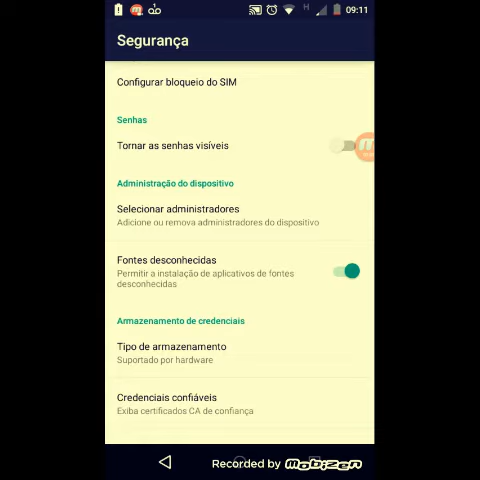 H 09:11
Segurança
Configurar bloqueio do SIM
Senhas
Tornar as senhas visíveis
Administração do dispositivo
Selecionar administradores
Adicione ou remova administradores do dispositivo
Fontes desconhecidas
Permitir a instalação de aplicativos de fontes
desconhecidas
Armazenamento de credenciais
Tipo de armazenamento
Suportado por hardware
Credenciais confiáveis
Exiba certificados CA de confiança
Recorded by mobizen